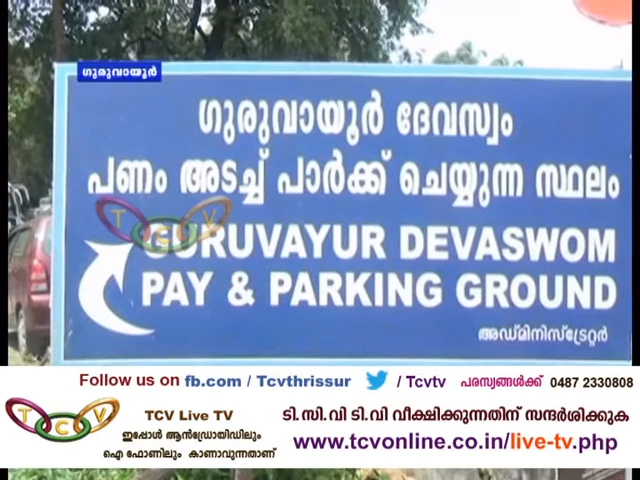 ഗുരുവായൂർ
ഗുരുവായൂർ ദേവസ്വം
പണം അടച്ച് പാർക്ക് ചെയ്യുന്ന സ്ഥലം
TCV
GURUVAYUR DEVASWOM
PAY & PARKING GROUND
അഡ്മിനിസ്ട്രേറ്റർ
Follow us on fb.com / Tcvthrissur / Tcvtv പരസ്യങ്ങൾക്ക് 0487 2330808
TCV
TCV Live TV
ഇപ്പോൾ ആൻഡ്രോയിഡിലും
ഐ ഫോണിലും കാണാവുന്നതാണ്
ടി.സി.വി ടി.വി വീക്ഷിക്കുന്നതിന് സന്ദർശിക്കുക
www.tcvonline.co.in/live-tv.php